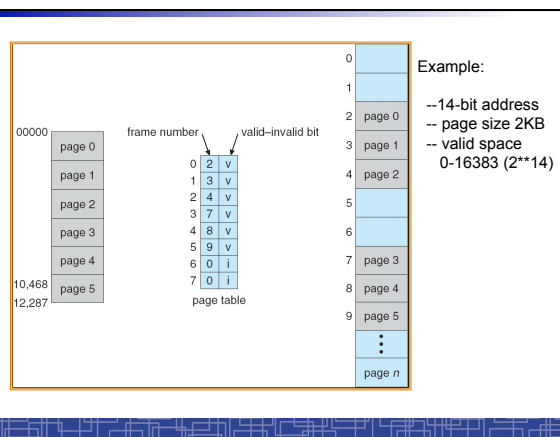 Example:
--14-bit address
-- page size 2KB
-- valid space
0-16383 (2**14)
00000
page 0
page 1
page 2
page 3
page 4
page 5
10,468
12,287
frame number
valid–invalid bit
0 2 v
1 3 v
2 4 v
3 7 v
4 8 v
5 9 v
6 0 i
7 0 i
page table
0
1
2 page 0
3 page 1
4 page 2
5
6
7 page 3
8 page 4
9 page 5
page n